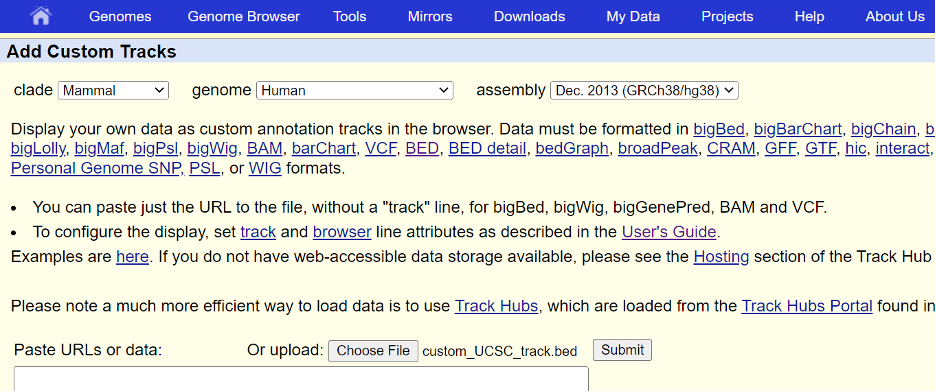 Genomes Genome Browser Tools Mirrors Downloads My Data Projects Help About Us
Add Custom Tracks
clade Mammal genome Human assembly Dec. 2013 (GRCh38/hg38)
Display your own data as custom annotation tracks in the browser. Data must be formatted in bigBed, bigBarChart, bigChain, b
bigLolly, bigMaf, bigPsl, bigWig, BAM, barChart, VCF, BED, BED detail, bedGraph, broadPeak, CRAM, GFF, GTF, hic, interact,
Personal Genome SNP, PSL, or WIG formats.
• You can paste just the URL to the file, without a "track" line, for bigBed, bigWig, bigGenePred, BAM and VCF.
• To configure the display, set track and browser line attributes as described in the User's Guide.
Examples are here. If you do not have web-accessible data storage available, please see the Hosting section of the Track Hub
Please note a much more efficient way to load data is to use Track Hubs, which are loaded from the Track Hubs Portal found in
Paste URLs or data: Or upload: Choose File custom_UCSC_track.bed Submit